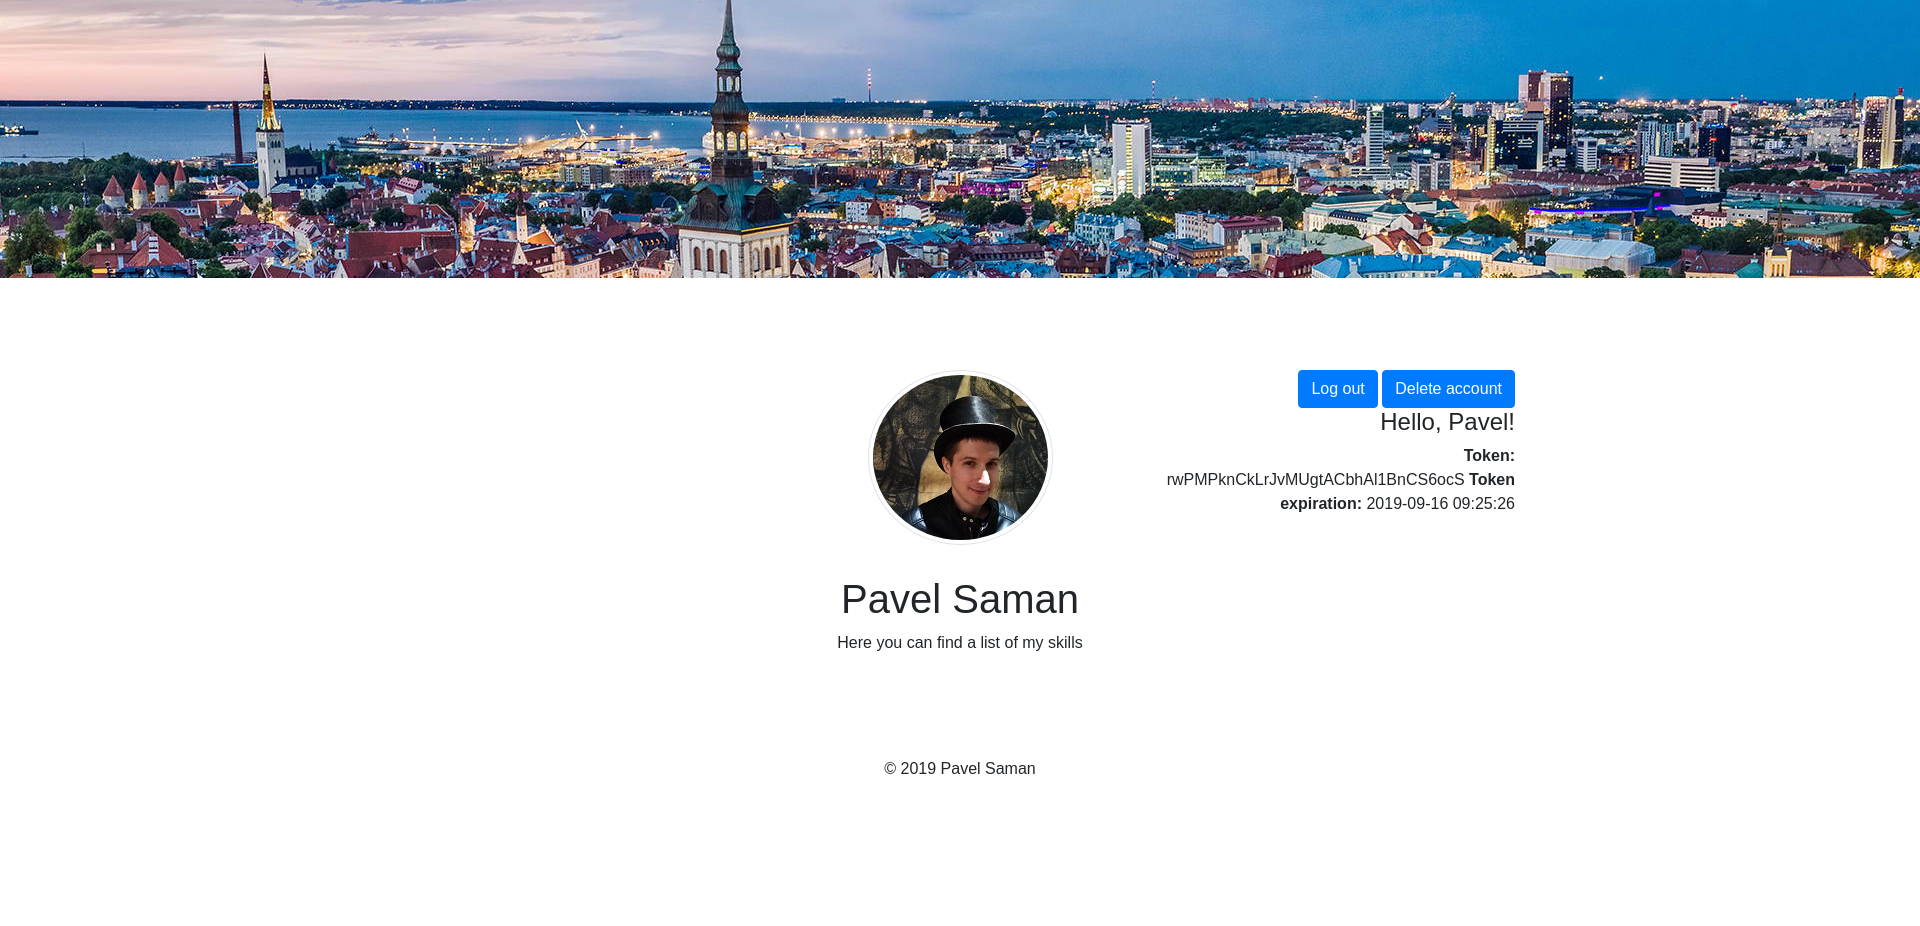 Log out
Delete account
Hello, Pavel!
Token:
rwPMPknCkLrJvMUgtACbhAl1BnCS6ocS Token
expiration: 2019-09-16 09:25:26
Pavel Saman
Here you can find a list of my skills
© 2019 Pavel Saman